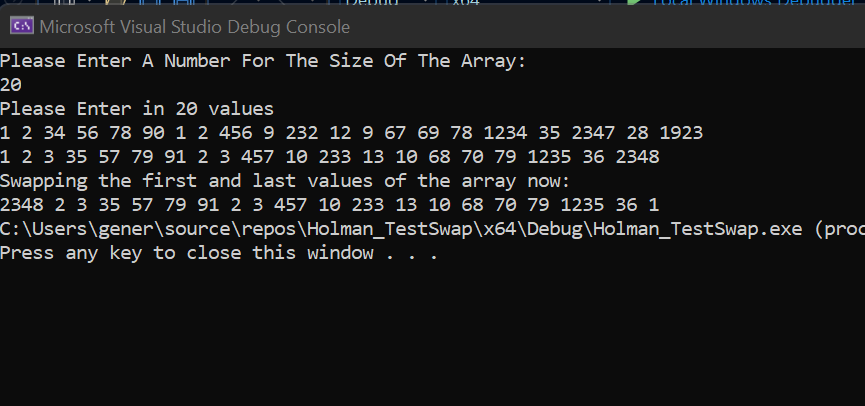 Microsoft Visual Studio Debug Console
Please Enter A Number For The Size Of The Array:
20
Please Enter in 20 values
1 2 34 56 78 90 1 2 456 9 232 12 9 67 69 78 1234 35 2347 28 1923
1 2 3 35 57 79 91 2 3 457 10 233 13 10 68 70 79 1235 36 2348
Swapping the first and last values of the array now:
2348 2 3 35 57 79 91 2 3 457 10 233 13 10 68 70 79 1235 36 1
C:\Users\gener\source\repos\Holman_TestSwap\x64\Debug\Holman_TestSwap.exe (proc
Press any key to close this window . . .